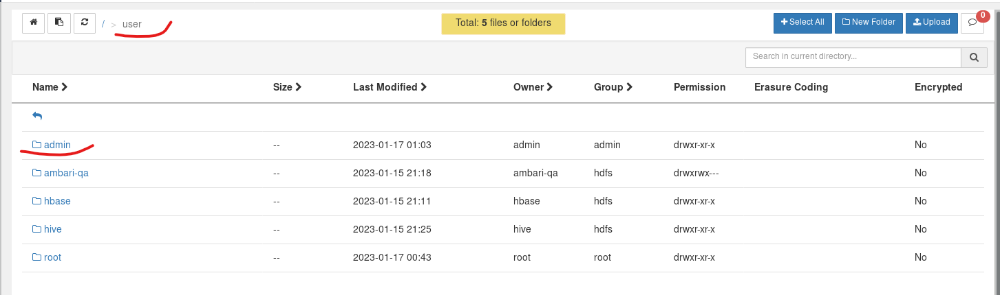 / > user Total: 5 files or folders Select All New Folder Upload 0
Search in current directory...
Name Size Last Modified Owner Group Permission Erasure Coding Encrypted
admin -- 2023-01-17 01:03 admin admin drwxr-xr-x No
ambari-qa -- 2023-01-15 21:18 ambari-qa hdfs drwxrwx--- No
hbase -- 2023-01-15 21:11 hbase hdfs drwxr-xr-x No
hive -- 2023-01-15 21:25 hive hdfs drwxr-xr-x No
root -- 2023-01-17 00:43 root root drwxr-xr-x No